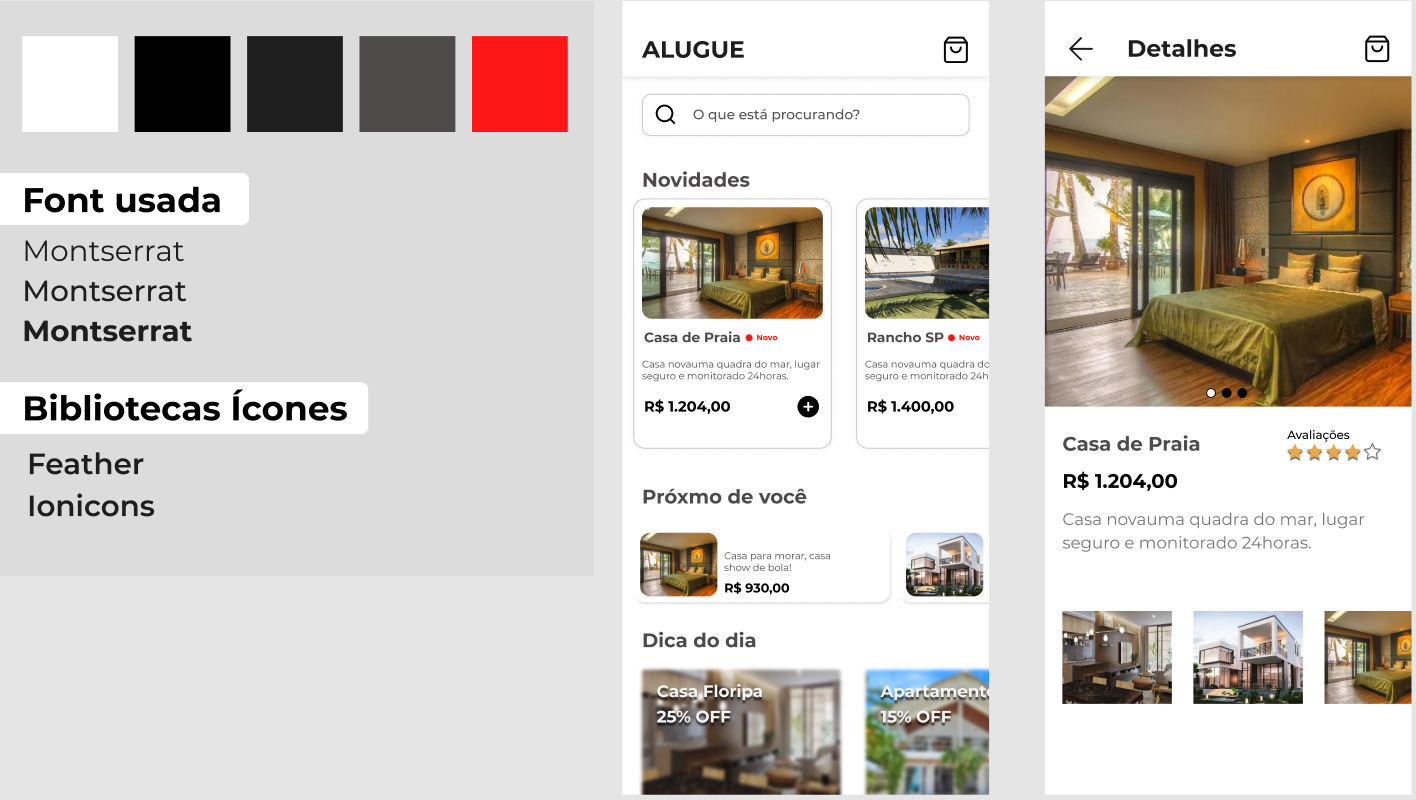 Font usada
Montserrat
Montserrat
Montserrat
Bibliotecas Ícones
Feather
Ionicons
ALUGUE
O que está procurando?
Novidades
Casa de Praia
Novo
Casa novauma quadra do mar, lugar
seguro e monitorado 24horas.
R$ 1.204,00
Rancho SP
Novo
Casa novauma quadra do
seguro e monitorado 24h
R$ 1.400,00
Próxmo de você
Casa para morar, casa
show de bola!
R$ 930,00
Dica do dia
Casa Floripa
25% OFF
Apartamento
15% OFF
Detalhes
Casa de Praia
Avaliações
R$ 1.204,00
Casa novauma quadra do mar, lugar
seguro e monitorado 24horas.